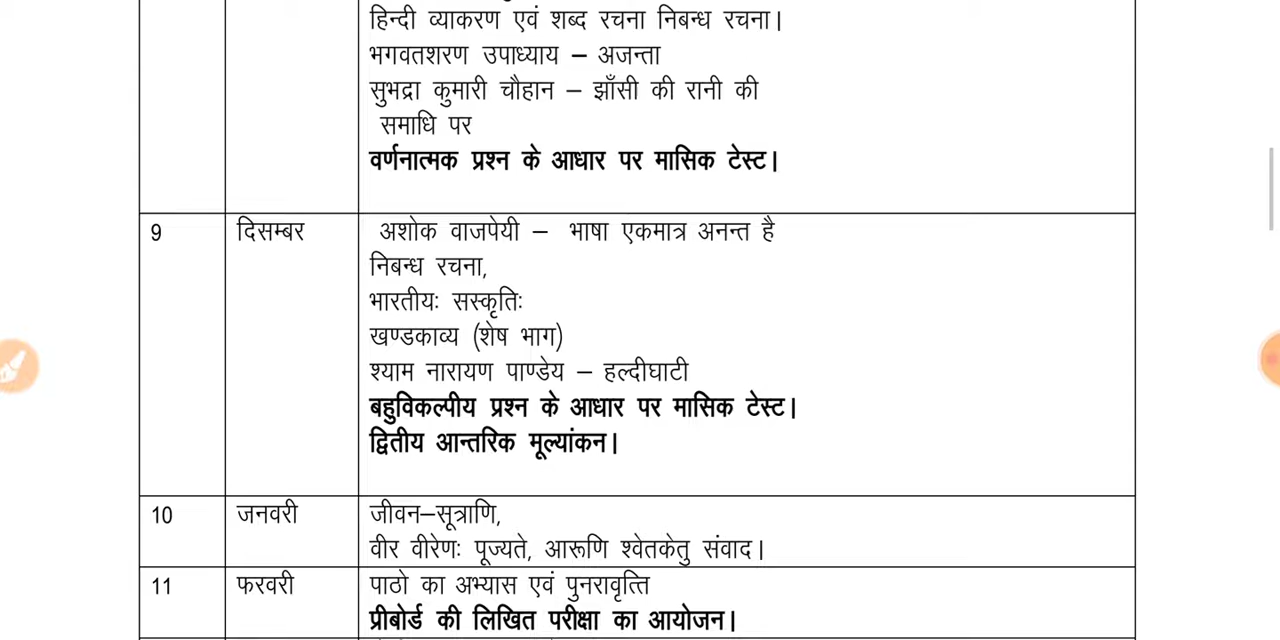 हिन्दी व्याकरण एवं शब्द रचना निबन्ध रचना।
भगवतशरण उपाध्याय – अजन्ता
सुभद्रा कुमारी चौहान – झाँसी की रानी की
समाधि पर
वर्णनात्मक प्रश्न के आधार पर मासिक टेस्ट।
9 दिसम्बर अशोक वाजपेयी – भाषा एकमात्र अनन्त है
निबन्ध रचना,
भारतीयः सस्कृतिः
खण्डकाव्य (शेष भाग)
श्याम नारायण पाण्डेय – हल्दीघाटी
बहुविकल्पीय प्रश्न के आधार पर मासिक टेस्ट।
द्वितीय आन्तरिक मूल्यांकन।
10 जनवरी जीवन–सूत्राणि,
वीर वीरेणः पूज्यते, आरूणि श्वेतकेतु संवाद।
11 फरवरी पाठो का अभ्यास एवं पुनरावृत्ति
प्रीबोर्ड की लिखित परीक्षा का आयोजन।